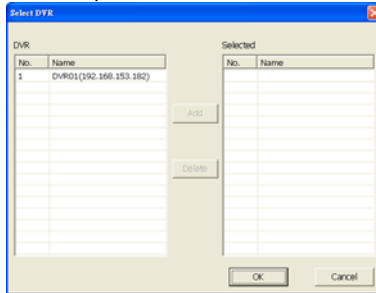 Select DVR
DVR
Selected
No. Name
No. Name
1 DVR01(192.168.153.182)
Add
Delete
OK Cancel